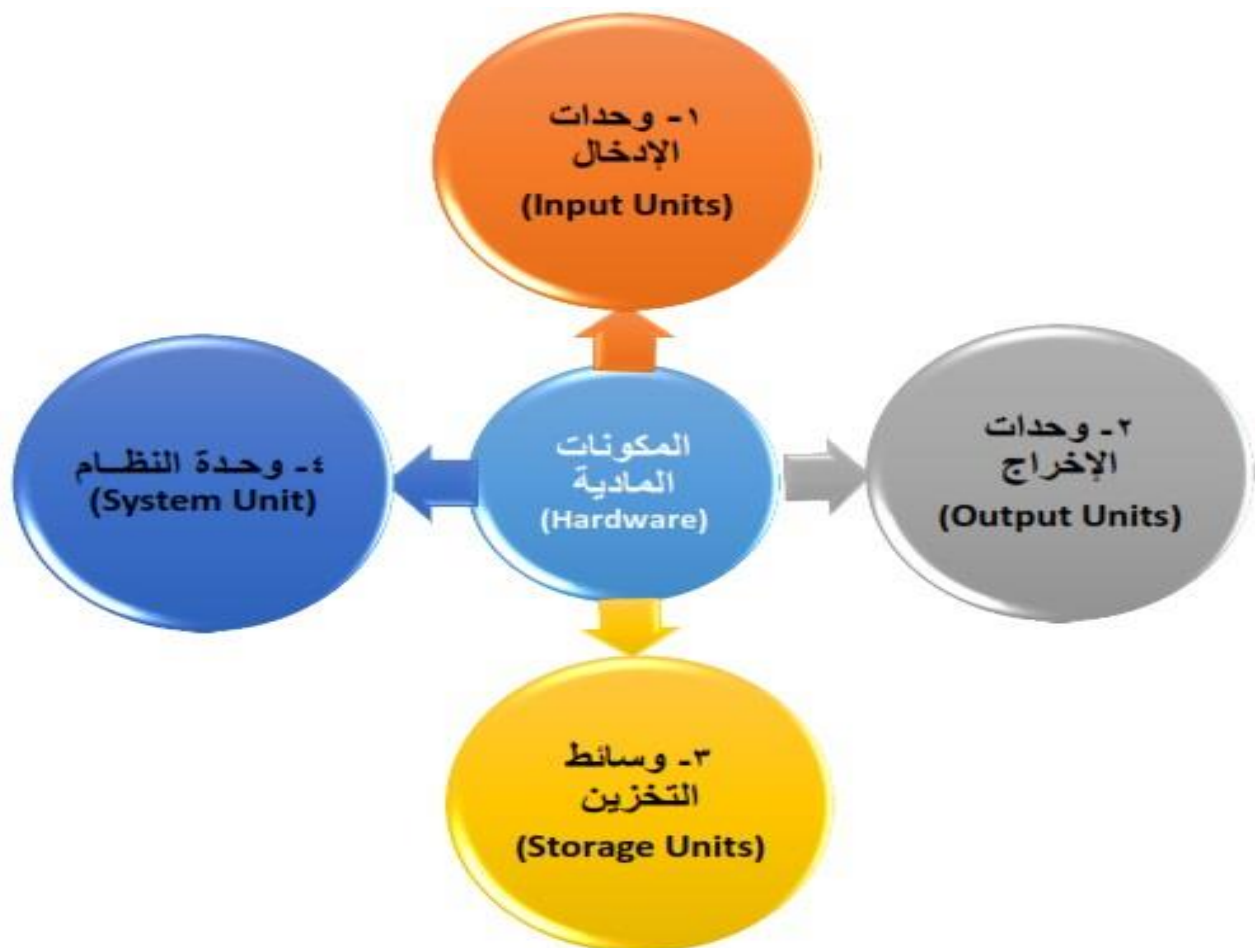 ١- وحدات
الإدخال
(Input Units)
المكونات
المادية
(Hardware)
٢- وحدات
الإخراج
(Output Units)
٣- وسائط
التخزين
(Storage Units)
٤- وحدة النظـام
(System Unit)